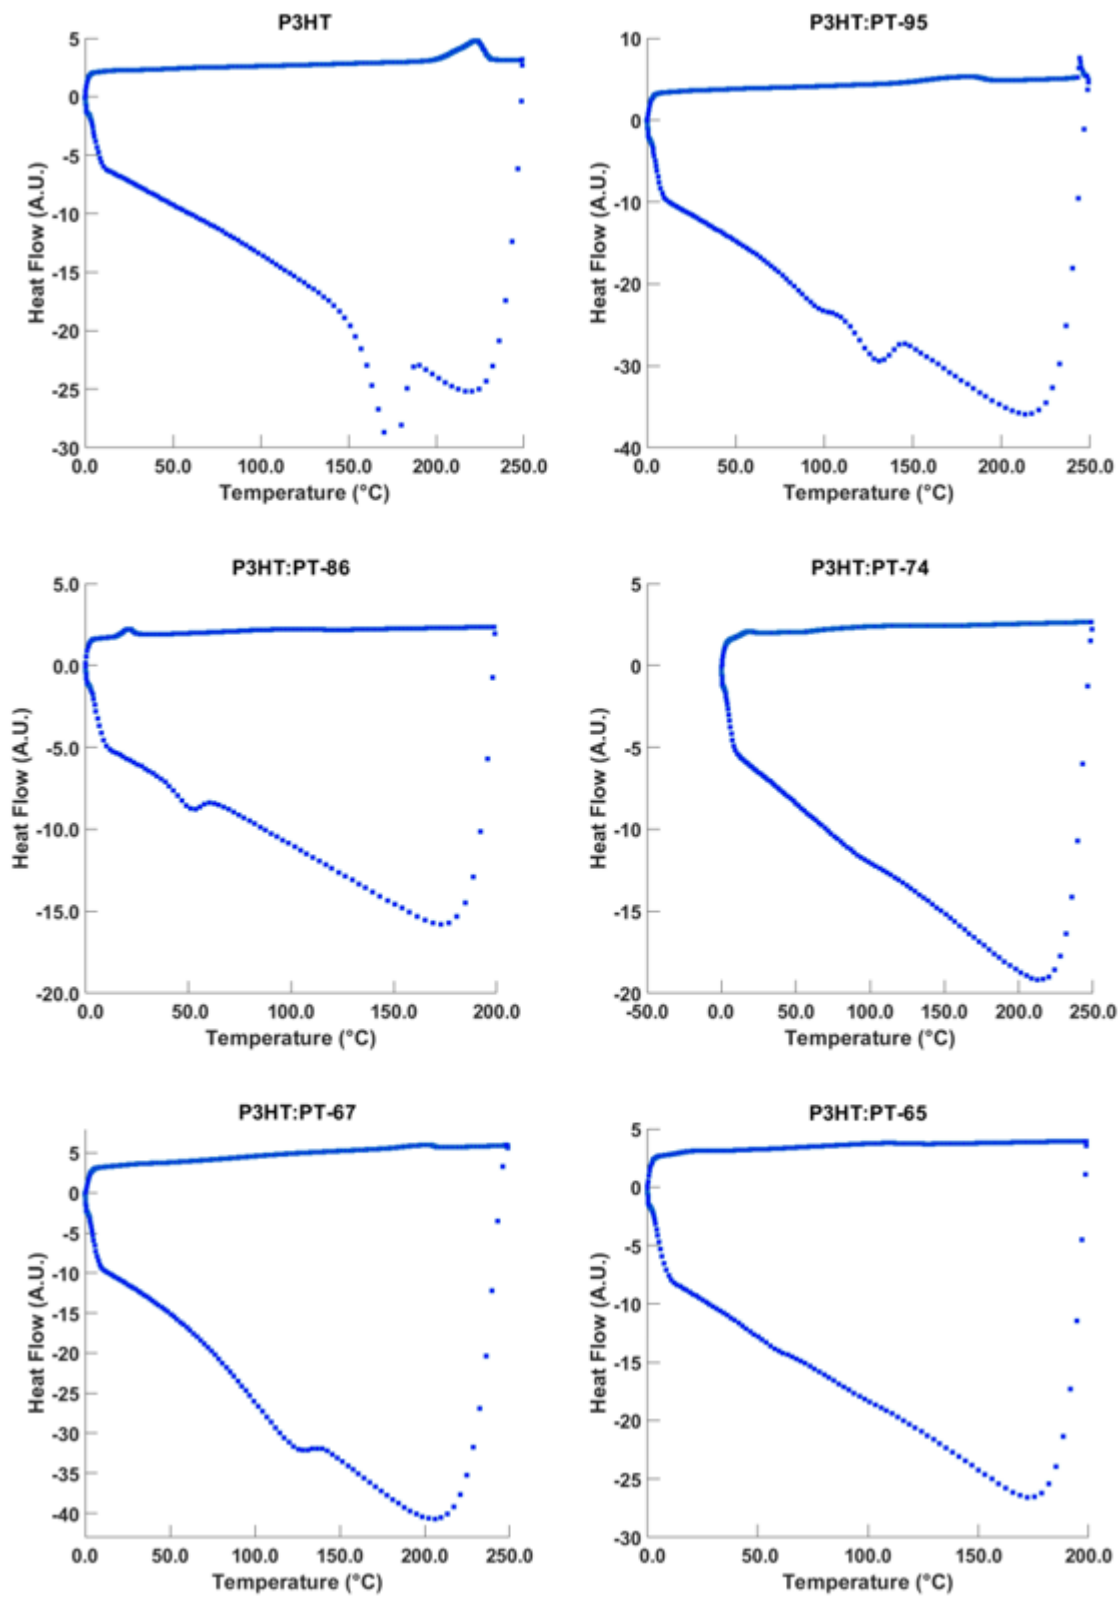 P3HT
5
0
-5
-10
-15
-20
-25
-30
Heat Flow (A.U.)
0.0 50.0 100.0 150.0 200.0 250.0
Temperature (°C)
P3HT:PT-95
10
0
-10
-20
-30
-40
Heat Flow (A.U.)
0.0 50.0 100.0 150.0 200.0 250.0
Temperature (°C)
P3HT:PT-86
5.0
0.0
-5.0
-10.0
-15.0
-20.0
Heat Flow (A.U.)
0.0 50.0 100.0 150.0 200.0
Temperature (°C)
P3HT:PT-74
5
0
-5
-10
-15
-20
Heat Flow (A.U.)
-50.0 0.0 50.0 100.0 150.0 200.0 250.0
Temperature (°C)
P3HT:PT-67
5
0
-5
-10
-15
-20
-25
-30
-35
-40
Heat Flow (A.U.)
0.0 50.0 100.0 150.0 200.0 250.0
Temperature (°C)
P3HT:PT-65
5
0
-5
-10
-15
-20
-25
-30
Heat Flow (A.U.)
0.0 50.0 100.0 150.0 200.0
Temperature (°C)